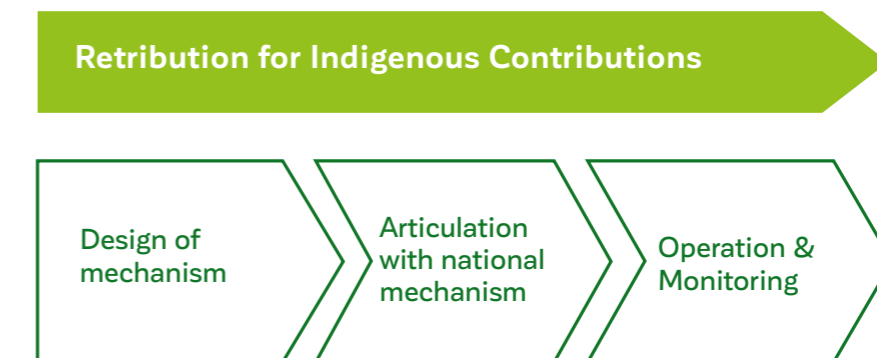 Retribution for Indigenous Contributions
Design of
mechanism
Articulation
with national
mechanism
Operation &
Monitoring